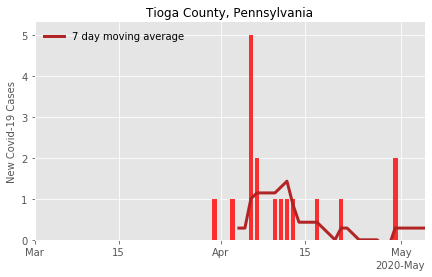 Tioga County, Pennsylvania
7 day moving average
New Covid-19 Cases
5
4
3
2
1
0
Mar 15 Apr 15 May
2020-May